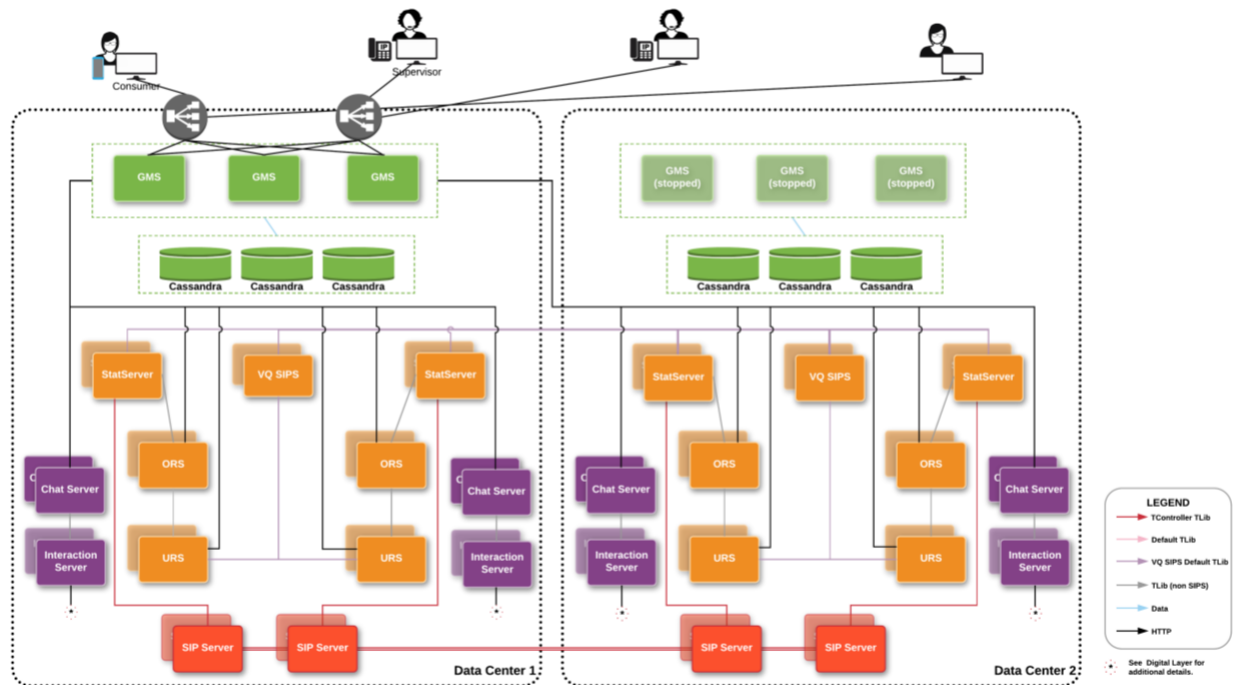 Consumer
Supervisor
GMS
GMS
GMS
GMS
(stopped)
GMS
(stopped)
GMS
(stopped)
Cassandra
Cassandra
Cassandra
Cassandra
Cassandra
Cassandra
StatServer
VQ SIPS
StatServer
StatServer
VQ SIPS
StatServer
ORS
ORS
ORS
ORS
Chat Server
Chat Server
Chat Server
Chat Server
URS
URS
URS
URS
Interaction
Server
Interaction
Server
Interaction
Server
Interaction
Server
SIP Server
SIP Server
SIP Server
SIP Server
Data Center 1
Data Center 2
LEGEND
TController TLib
Default TLib
VQ SIPS Default TLib
TLib (non SIPS)
Data
HTTP
See Digital Layer for
additional details.